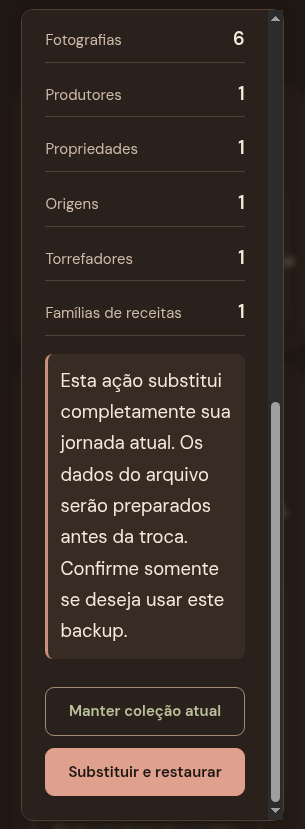 Fotografias 6
Produtores 1
Propriedades 1
Origens 1
Torrefadores 1
Famílias de receitas 1
Esta ação substitui
completamente sua
jornada atual. Os
dados do arquivo
serão preparados
antes da troca.
Confirme somente
se deseja usar este
backup.
Manter coleção atual
Substituir e restaurar